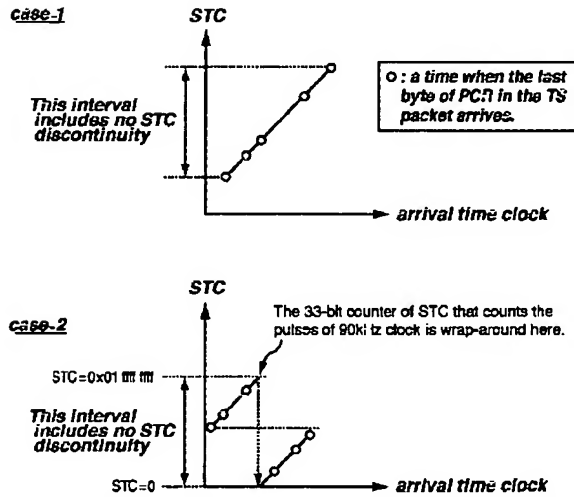 case-1
STC
This interval
includes no STC
discontinuity
o : a time when the last
byte of PCR in the TS
packet arrives.
arrival time clock
STC
case-2
The 33-bit counter of STC that counts the
pulses of 90kHz clock is wrap-around here.
STC=0x01 ffff ffff
This interval
includes no STC
discontinuity
STC=0
arrival time clock